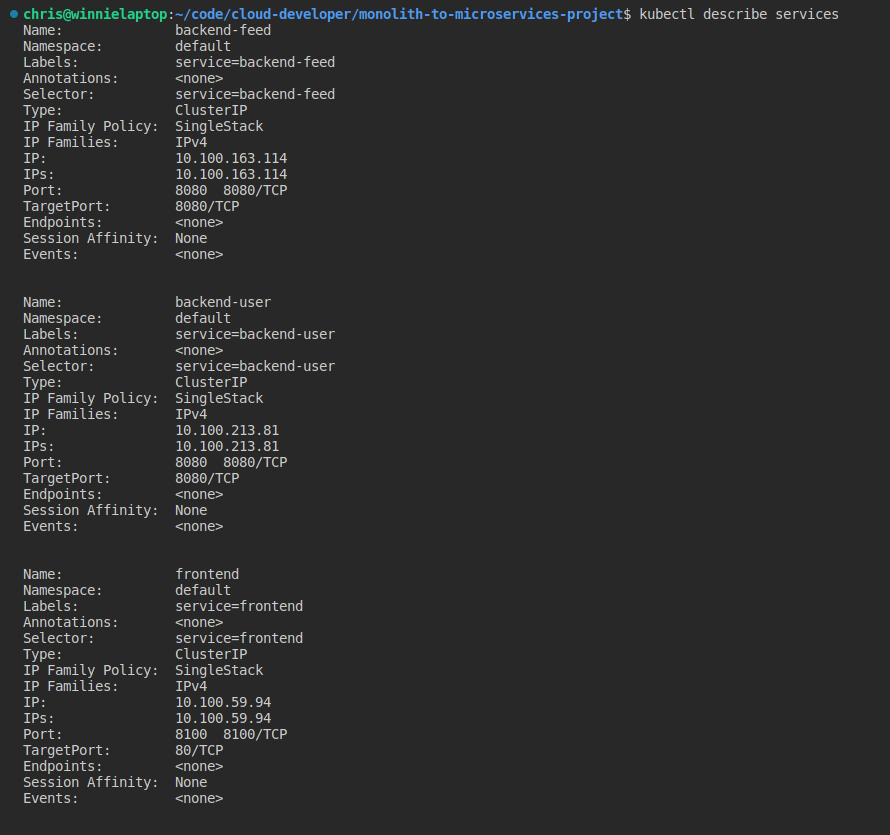 chris@winnielaptop:~/code/cloud-developer/monolith-to-microservices-project$ kubectl describe services
Name:              backend-feed
Namespace:         default
Labels:            service=backend-feed
Annotations:       <none>
Selector:          service=backend-feed
Type:              ClusterIP
IP Family Policy:  SingleStack
IP Families:       IPv4
IP:                10.100.163.114
IPs:               10.100.163.114
Port:              8080  8080/TCP
TargetPort:        8080/TCP
Endpoints:         <none>
Session Affinity:  None
Events:            <none>
Name:              backend-user
Namespace:         default
Labels:            service=backend-user
Annotations:       <none>
Selector:          service=backend-user
Type:              ClusterIP
IP Family Policy:  SingleStack
IP Families:       IPv4
IP:                10.100.213.81
IPs:               10.100.213.81
Port:              8080  8080/TCP
TargetPort:        8080/TCP
Endpoints:         <none>
Session Affinity:  None
Events:            <none>
Name:              frontend
Namespace:         default
Labels:            service=frontend
Annotations:       <none>
Selector:          service=frontend
Type:              ClusterIP
IP Family Policy:  SingleStack
IP Families:       IPv4
IP:                10.100.59.94
IPs:               10.100.59.94
Port:              8100  8100/TCP
TargetPort:        80/TCP
Endpoints:         <none>
Session Affinity:  None
Events:            <none>